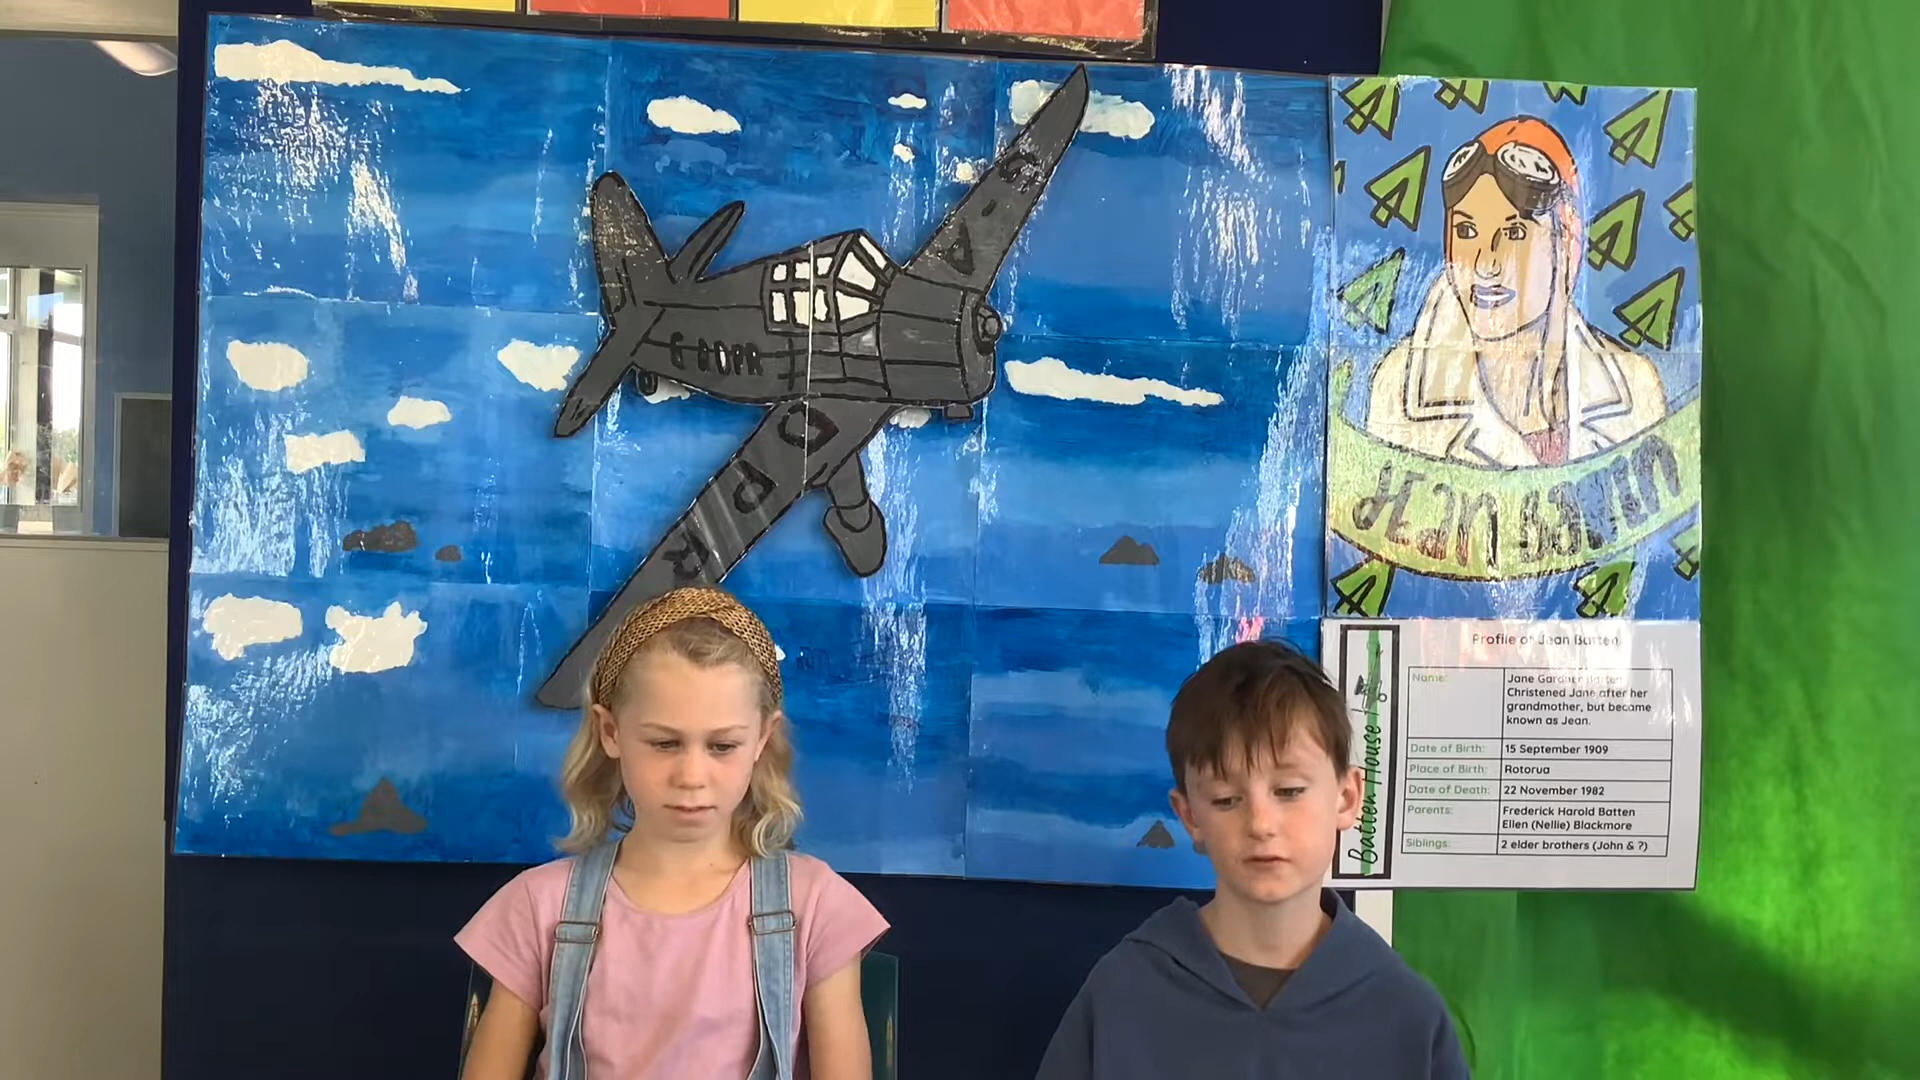 G ADPR
D
D
R
JEAN BATTEN
Batten House
Profile of Jean Batten
Name:
Jane Gardner Batten
Christened Jane after her
grandmother, but became
known as Jean.
Date of Birth: 15 September 1909
Place of Birth: Rotorua
Date of Death: 22 November 1982
Parents: Frederick Harold Batten
Ellen (Nellie) Blackmore
Siblings: 2 elder brothers (John & ?)